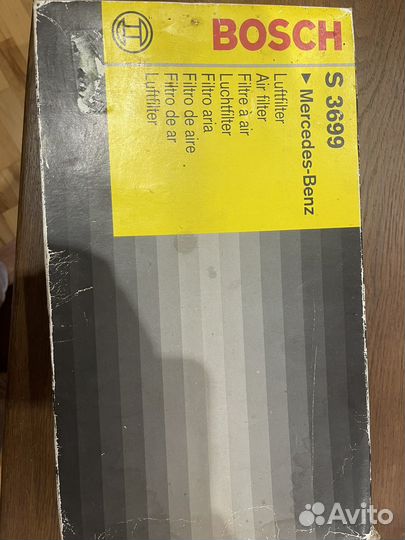 BOSCH
S 3699
▶ Mercedes-Benz
Luftfilter
Air filter
Filtre à air
Luchtfilter
Filtro aria
Filtro de aire
Filtro de ar
Luftfilter
Avito